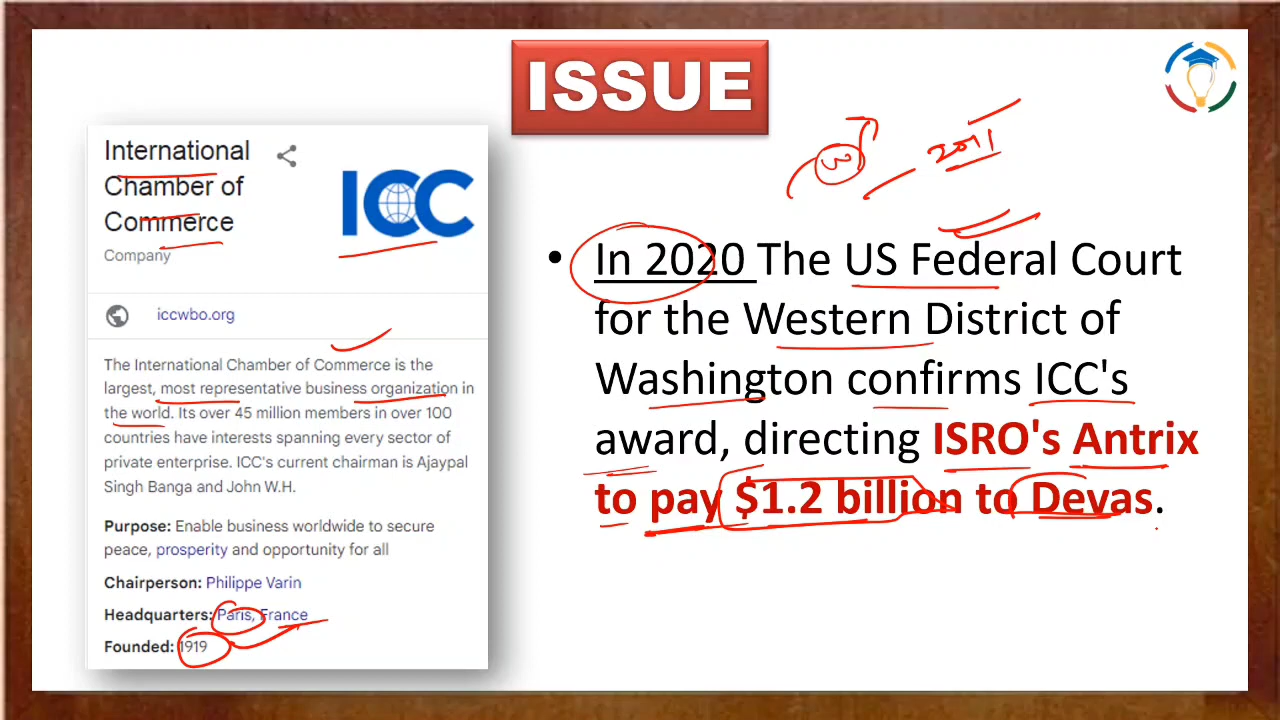 ISSUE
International
Chamber of
Commerce
ICC
Company
iccwbo.org
The International Chamber of Commerce is the
largest, most representative business organization in
the world. Its over 45 million members in over 100
countries have interests spanning every sector of
private enterprise. ICC's current chairman is Ajaypal
Singh Banga and John W.H.
Purpose: Enable business worldwide to secure
peace, prosperity and opportunity for all
Chairperson: Philippe Varin
Headquarters: Paris, France
Founded: 1919
2011
• In 2020 The US Federal Court
for the Western District of
Washington confirms ICC's
award, directing ISRO's Antrix
to pay $1.2 billion to Devas.